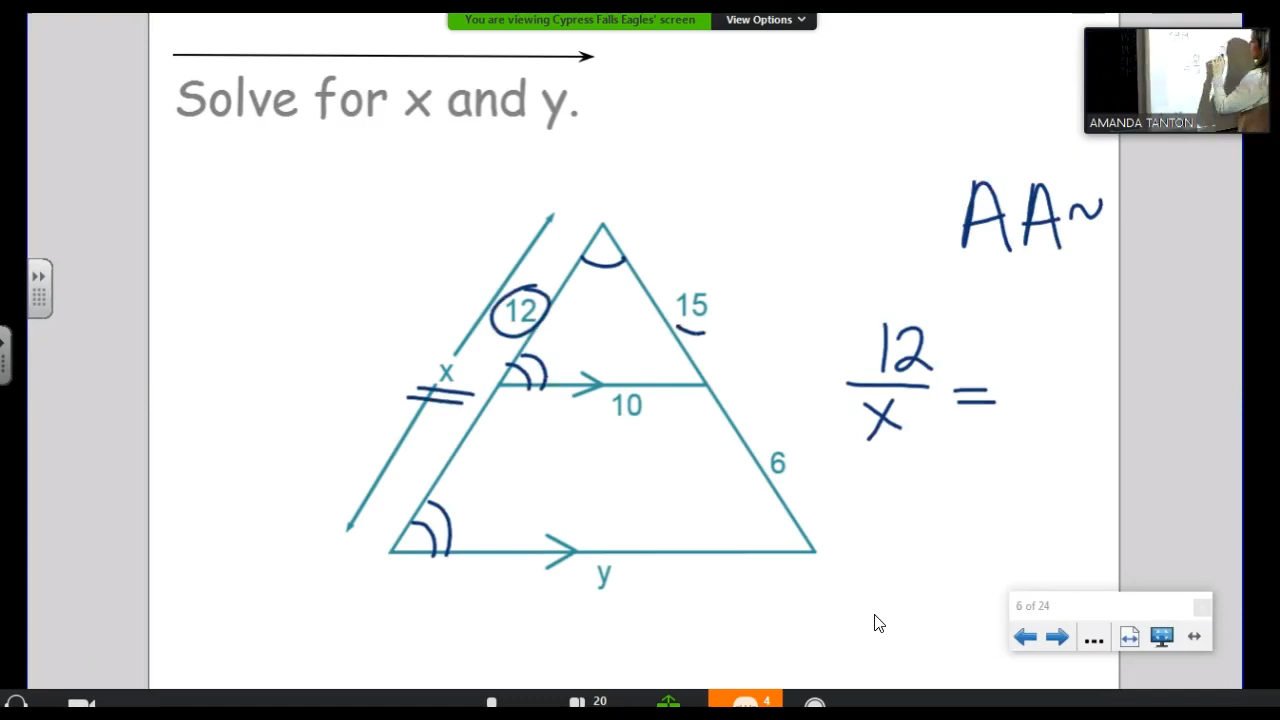 You are viewing Cypress Falls Eagles' screen View Options
AMANDA TANTON
Solve for x and y.
AA~
12
15
x
10
12
x =
6
y
6 of 24
...
20
4